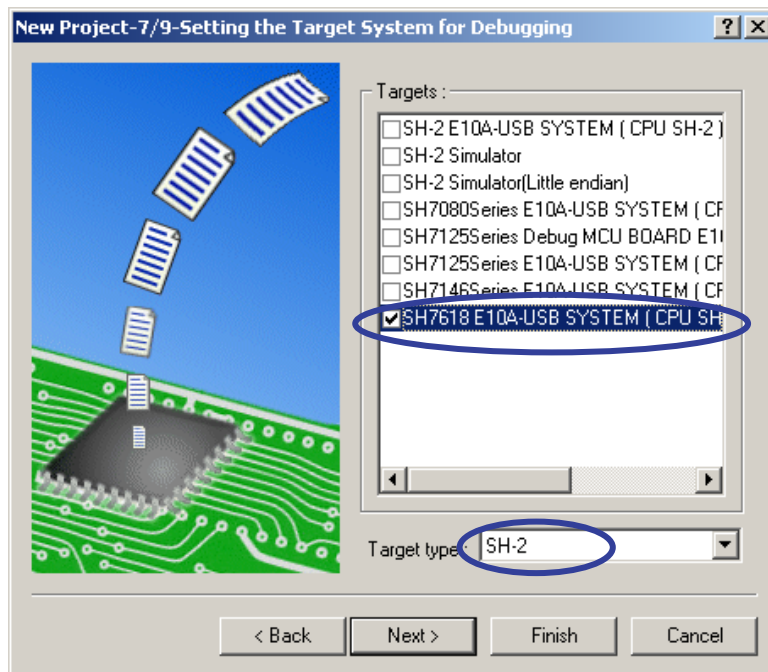 New Project-7/9-Setting the Target System for Debugging
Targets :
SH-2 E10A-USB SYSTEM ( CPU SH-2 )
SH-2 Simulator
SH-2 Simulator(Little endian)
SH7080Series E10A-USB SYSTEM ( CF
SH7125Series Debug MCU BOARD E1
SH7125Series E10A-USB SYSTEM ( CF
SH7146Series E10A-USB SYSTEM ( CF
SH7618 E10A-USB SYSTEM ( CPU SH
Target type : SH-2
< Back Next > Finish Cancel